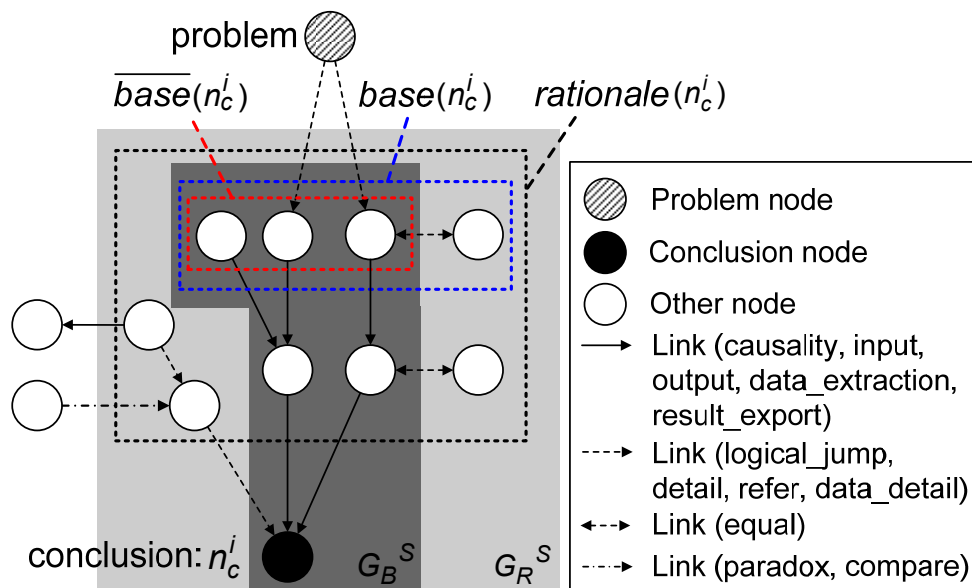 problem
\overline{base}(n_c^i)
base(n_c^i)
rationale(n_c^i)
Problem node
Conclusion node
Other node
Link (causality, input,
output, data_extraction,
result_export)
Link (logical_jump,
detail, refer, data_detail)
Link (equal)
Link (paradox, compare)
conclusion: n_c^i
G_B^S
G_R^S